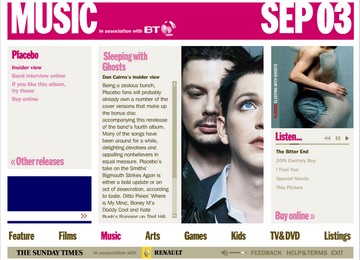 MUSIC
in association with BT
SEP 03
Placebo
Insider view
Band interview online
If you like this album,
try these
Buy online
« Other releases
»
Sleeping with
Ghosts
Dan Cairns's insider view
Being a zealous bunch,
Placebo fans will probably
already own a number of the
cover versions that make up
the bonus disc
accompanying this rerelease
of the band's fourth album.
Many of the songs have
been around for a while,
delighting devotees and
appalling nonbelievers in
equal measure. Placebo's
take on the Smiths'
Bigmouth Strikes Again is
either a bold update or an
act of desecration, according
to taste. Ditto Pixies' Where
Is My Mind, Boney M's
Daddy Cool and Kate
Bush's Running up That Hill
SLEEPING WITH GHOSTS
Listen...
The Bitter End
20th Century Boy
I Feel You
Special Needs
This Picture
Buy online »
Feature Films Music Arts Games Kids TV & DVD Listings
THE SUNDAY TIMES in association with RENAULT FEEDBACK HELP & TERMS EXIT